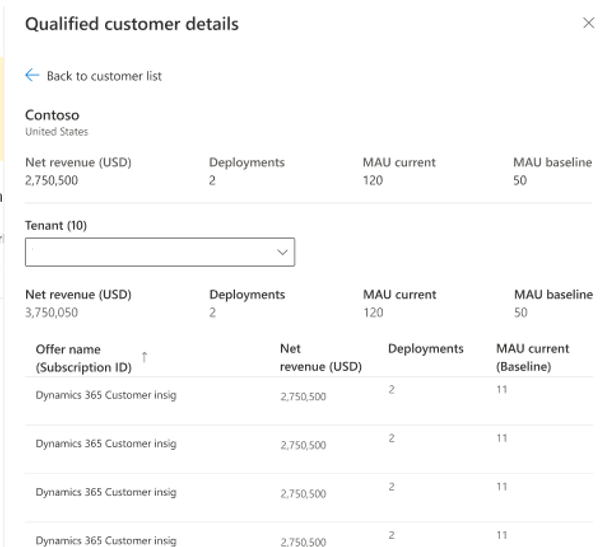 Qualified customer details
Back to customer list
Contoso
United States
Net revenue (USD) Deployments MAU current MAU baseline
2,750,500 2 120 50
Tenant (10)
Net revenue (USD) Deployments MAU current MAU baseline
3,750,050 2 120 50
Offer name Net Deployments MAU current
(Subscription ID) revenue (USD) (Baseline)
Dynamics 365 Customer insig 2,750,500 2 11
Dynamics 365 Customer insig 2,750,500 2 11
Dynamics 365 Customer insig 2,750,500 2 11
Dynamics 365 Customer insig 2,750,500 2 11